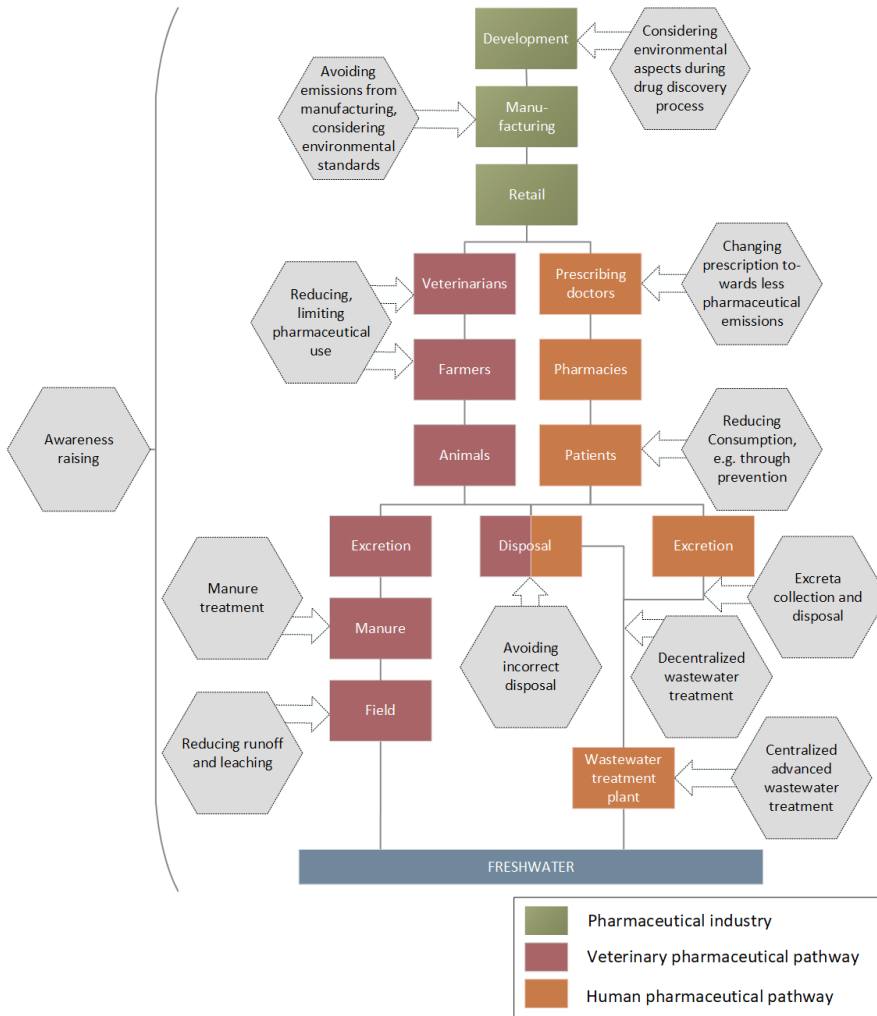 Development
Considering
environmental
aspects during
drug discovery
process
Avoiding
emissions from
manufacturing,
considering
environmental
standards
Manu-
facturing
Retail
Veterinarians
Prescribing
doctors
Changing
prescription to-
wards less
pharmaceutical
emissions
Reducing,
limiting
pharmaceutical
use
Farmers
Pharmacies
Awareness
raising
Animals
Patients
Reducing
Consumption,
e.g. through
prevention
Excretion
Disposal
Excretion
Manure
treatment
Excreta
collection and
disposal
Manure
Avoiding
incorrect
disposal
Decentralized
wastewater
treatment
Field
Reducing runoff
and leaching
Wastewater
treatment
plant
Centralized
advanced
wastewater
treatment
FRESHWATER
Pharmaceutical industry
Veterinary pharmaceutical pathway
Human pharmaceutical pathway